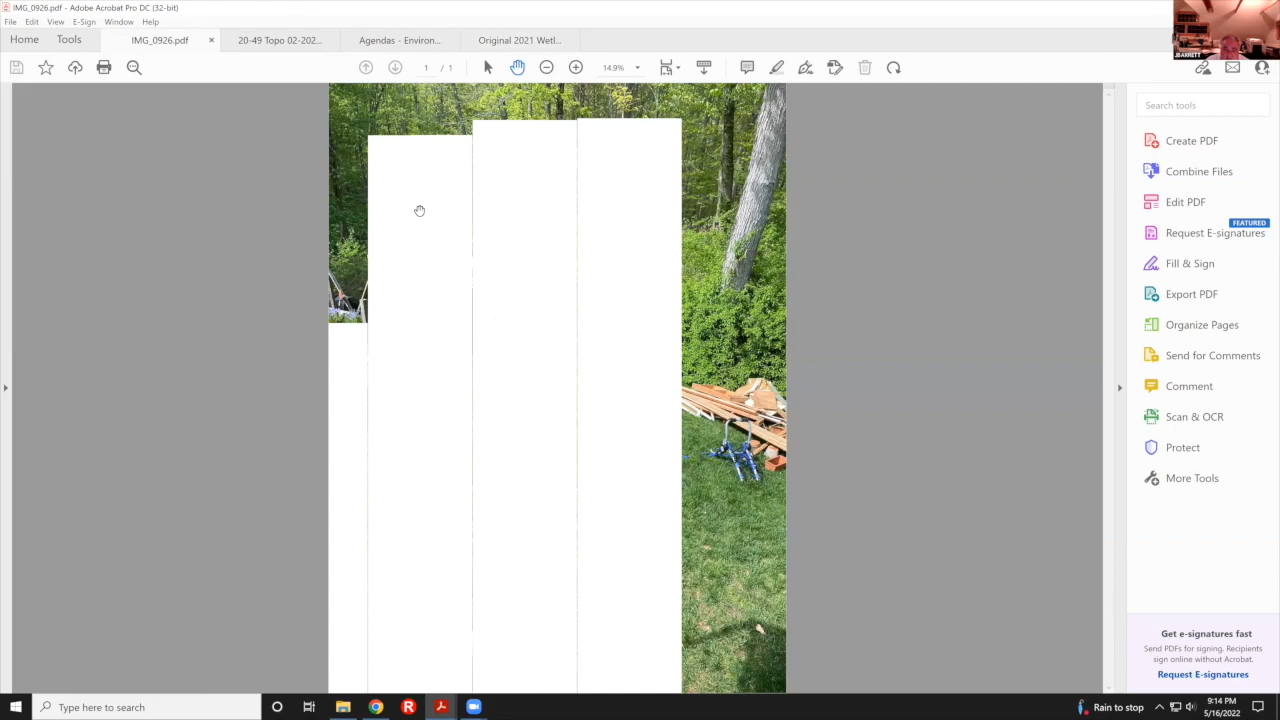 IMG_0926.pdf - Adobe Acrobat Pro DC (32-bit)
File Edit View E-Sign Window Help
Home Tools IMG_0926.pdf × 20-49 Topo 02-202... Agendas - Environ... Original 2021 Wetl...
1 / 1 14.9%
JBARRETT
Search tools
Create PDF
Combine Files
Edit PDF
FEATURED
Request E-signatures
Fill & Sign
Export PDF
Organize Pages
Send for Comments
Comment
Scan & OCR
Protect
More Tools
Get e-signatures fast
Send PDFs for signing. Recipients
sign online without Acrobat.
Request E-signatures
Type here to search
Rain to stop
9:14 PM
5/16/2022